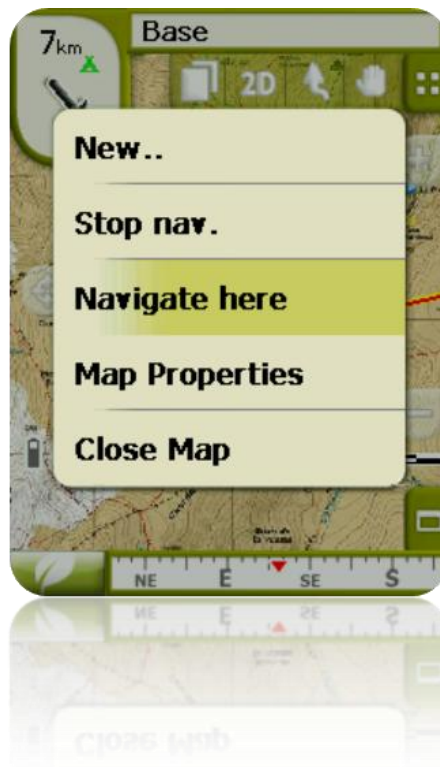 Base
7km
2D
New..
Stop nav.
Navigate here
Map Properties
Close Map
NE E SE S